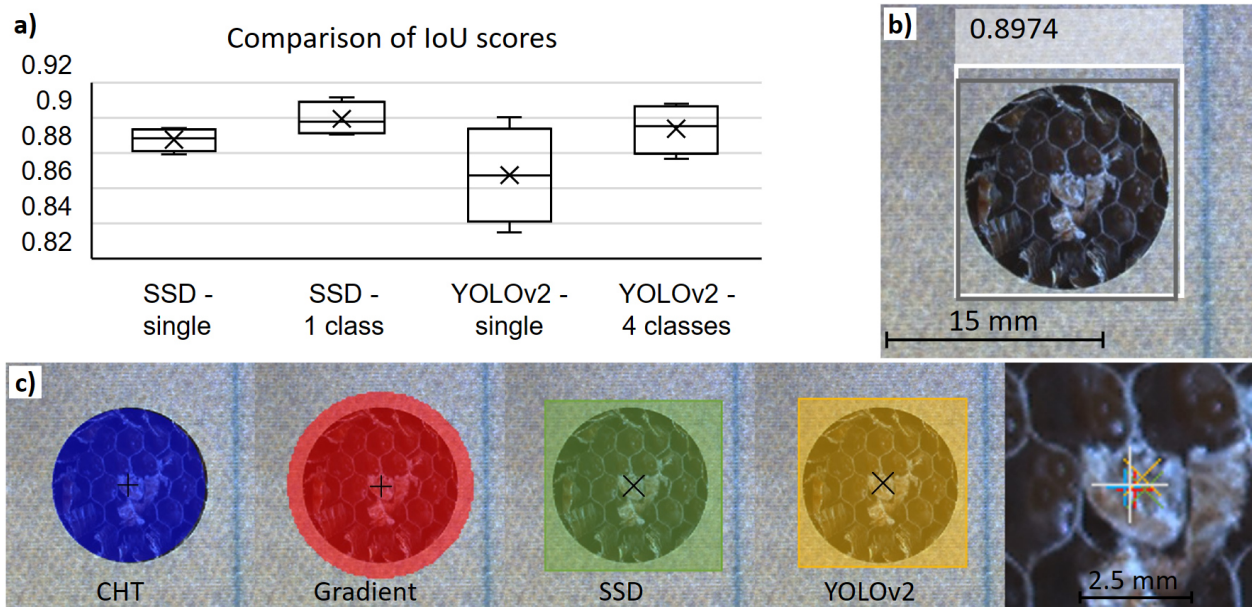 a)
Comparison of IoU scores
0.92
0.9
0.88
0.86
0.84
0.82
SSD -
single
SSD -
1 class
YOLOv2 -
single
YOLOv2 -
4 classes
b)
0.8974
15 mm
c)
CHT
Gradient
SSD
YOLOv2
2.5 mm